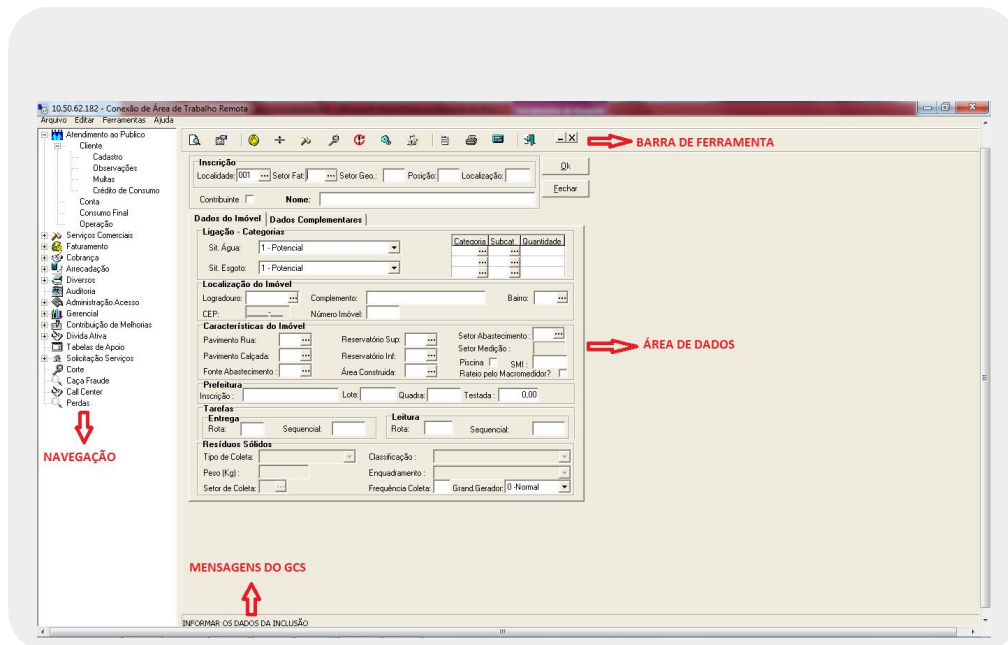 10.50.62.182 - Conexão de Área de Trabalho Remota
Arquivo Editar Ferramentas Ajuda
Atendimento ao Publico
Cliente
Cadastro
Observações
Multas
Crédito de Consumo
Conta
Consumo Final
Operação
Serviços Comerciais
Faturamento
Cobrança
Arrecadação
Diversos
Auditoria
Administração Acesso
Gerencial
Contribuição de Melhorias
Divida Ativa
Tabelas de Apoio
Solicitação Serviços
Corte
Caça Fraude
Call Center
Perdas
NAVEGAÇÃO
BARRA DE FERRAMENTA
Inscrição
Localidade: 001 ... Setor Fat: ... Setor Geo.: Posição: Localização:
Contribuinte Nome:
Ok
Fechar
Dados do Imóvel Dados Complementares
Ligação - Categorias
Sit. Água: 1 - Potencial
Sit. Esgoto: 1 - Potencial
Categoria Subcat Quantidade
... ...
... ...
... ...
Localização do Imóvel
Logradouro: ... Complemento: Bairro: ...
CEP: _____-___ Número Imóvel:
Características do Imóvel
Pavimento Rua: ... Reservatório Sup: ... Setor Abastecimento : ...
Setor Medição :
Pavimento Calçada: ... Reservatório Inf: ... Piscina SMI :
Fonte Abastecimento : ... Área Construida: ... Rateio pelo Macromedidor?
ÁREA DE DADOS
Prefeitura
Inscrição : Lote: Quadra: Testada : 0,00
Tarefas
Entrega Leitura
Rota: Sequencial: Rota: Sequencial:
Resíduos Sólidos
Tipo de Coleta: Classificação :
Peso (Kg) : Enquadramento :
Setor de Coleta: ... Frequência Coleta: Grand.Gerador: 0 -Normal
MENSAGENS DO GCS
INFORMAR OS DADOS DA INCLUSÃO